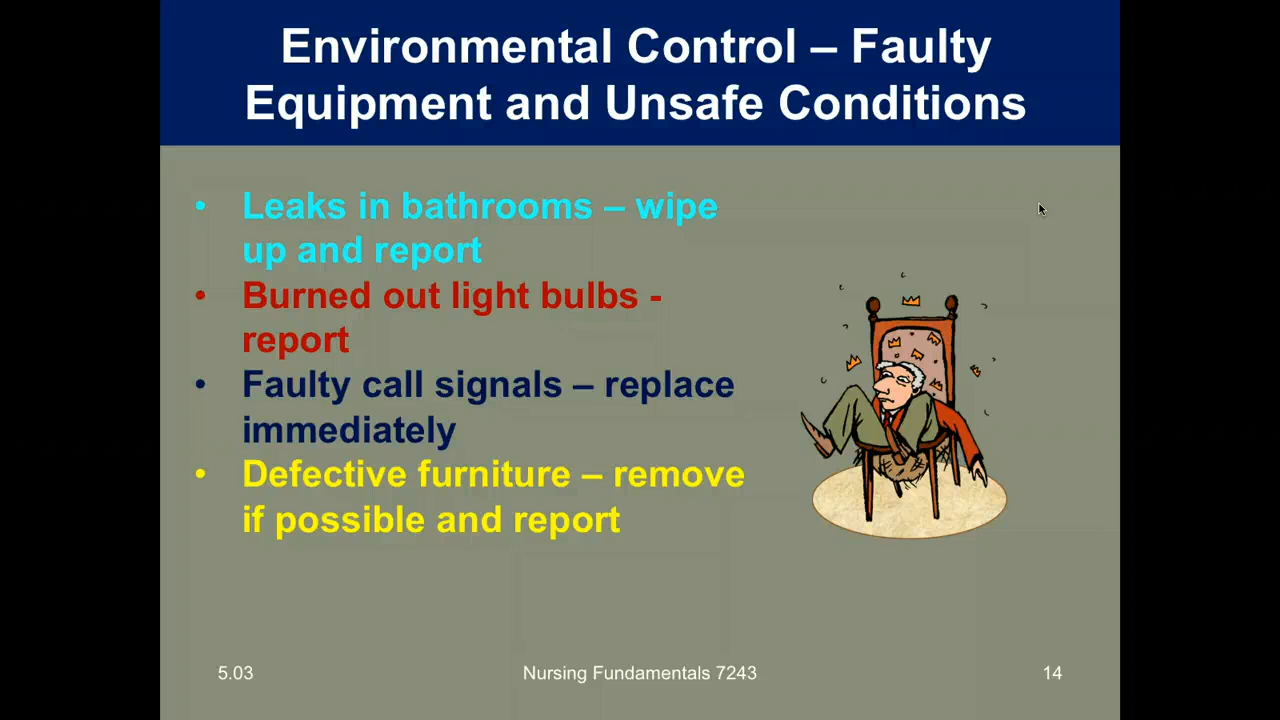 Environmental Control – Faulty
Equipment and Unsafe Conditions
• Leaks in bathrooms – wipe
up and report
• Burned out light bulbs -
report
• Faulty call signals – replace
immediately
• Defective furniture – remove
if possible and report
5.03
Nursing Fundamentals 7243
14